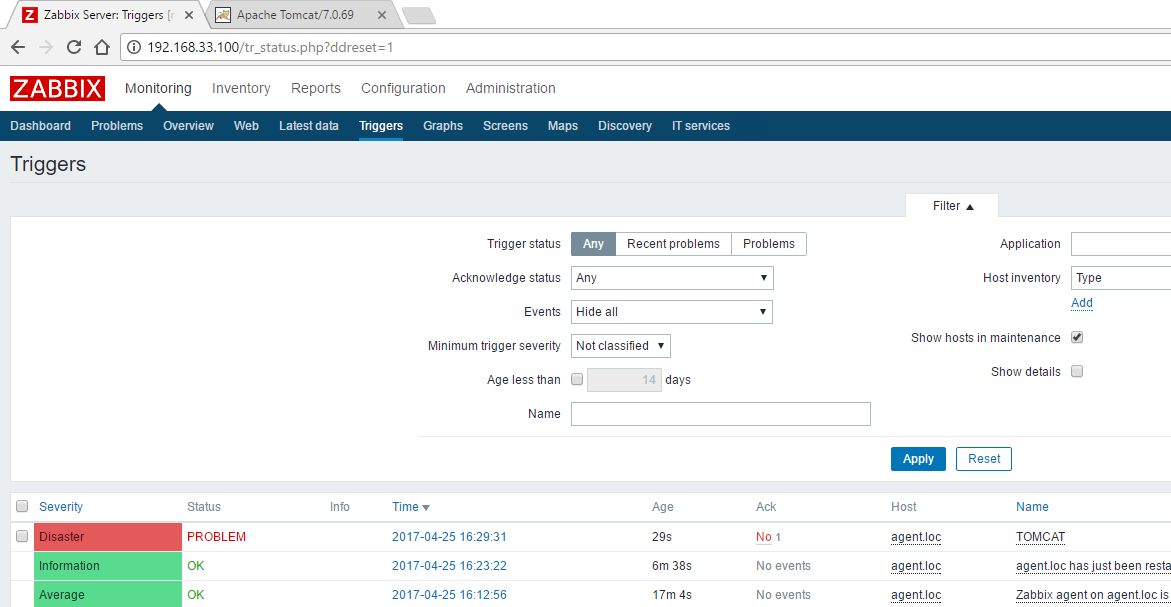 Zabbix Server: Triggers [r
Apache Tomcat/7.0.69
192.168.33.100/tr_status.php?ddreset=1
ZABBIX Monitoring Inventory Reports Configuration Administration
Dashboard Problems Overview Web Latest data Triggers Graphs Screens Maps Discovery IT services
Triggers
Filter ▲
Trigger status Any Recent problems Problems Application
Acknowledge status Any Host inventory Type
Add
Events Hide all
Show hosts in maintenance
Minimum trigger severity Not classified
Show details
Age less than 14 days
Name
Apply Reset
Severity Status Info Time ▼ Age Ack Host Name
Disaster PROBLEM 2017-04-25 16:29:31 29s No 1 agent.loc TOMCAT
Information OK 2017-04-25 16:23:22 6m 38s No events agent.loc agent.loc has just been resta
Average OK 2017-04-25 16:12:56 17m 4s No events agent.loc Zabbix agent on agent.loc is